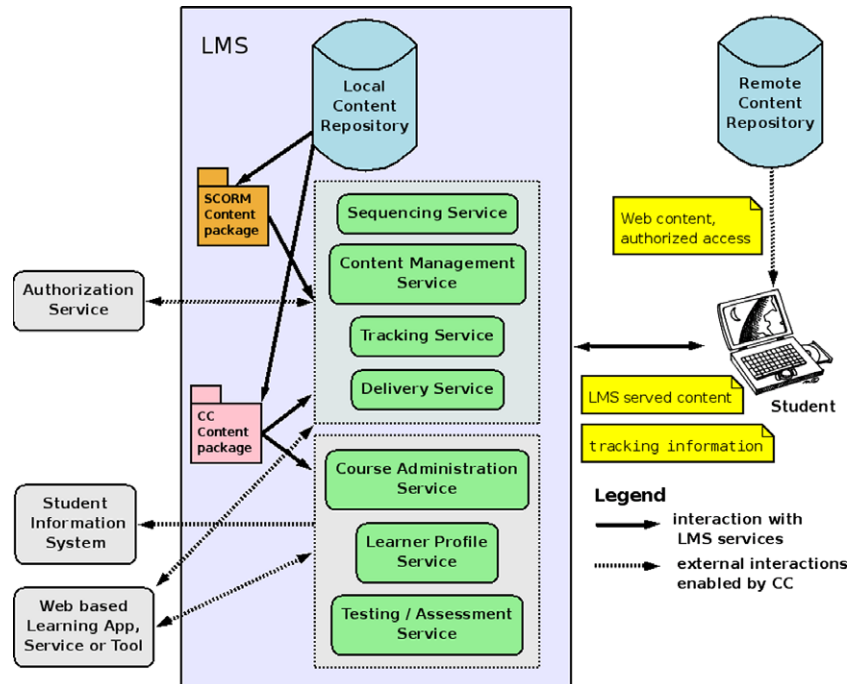 LMS
Local
Content
Repository
Remote
Content
Repository
SCORM
Content
package
Sequencing Service
Web content,
authorized access
Content Management
Service
Authorization
Service
Tracking Service
Delivery Service
LMS served content
Student
CC
Content
package
tracking information
Course Administration
Service
Legend
interaction with
LMS services
Student
Information
System
Learner Profile
Service
external interactions
enabled by CC
Web based
Learning App,
Service or Tool
Testing / Assessment
Service